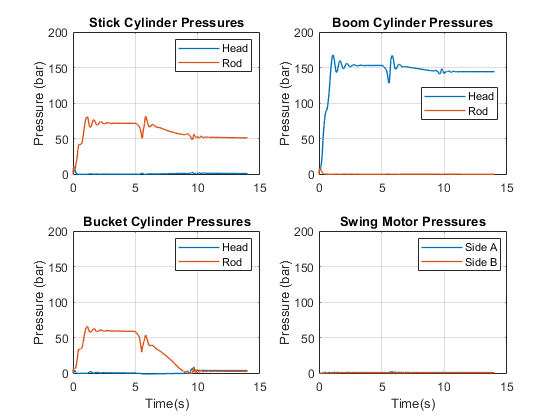 Stick Cylinder Pressures
200
150
100
50
0
Pressure (bar)
Head
Rod
0 5 10 15
Boom Cylinder Pressures
200
150
100
50
0
Pressure (bar)
Head
Rod
0 5 10 15
Bucket Cylinder Pressures
200
150
100
50
0
Pressure (bar)
Head
Rod
0 5 10 15
Time(s)
Swing Motor Pressures
200
150
100
50
0
Pressure (bar)
Side A
Side B
0 5 10 15
Time(s)